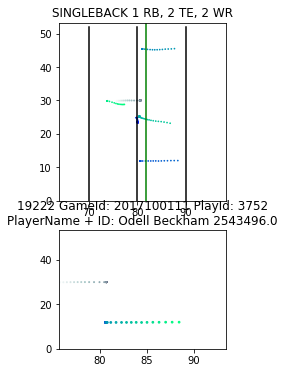 SINGLEBACK 1 RB, 2 TE, 2 WR
50
40
30
20
10
0
70 80 90
19222 GameId: 2017100111 PlayId: 3752
PlayerName + ID: Odell Beckham 2543496.0
40
20
0
80 85 90